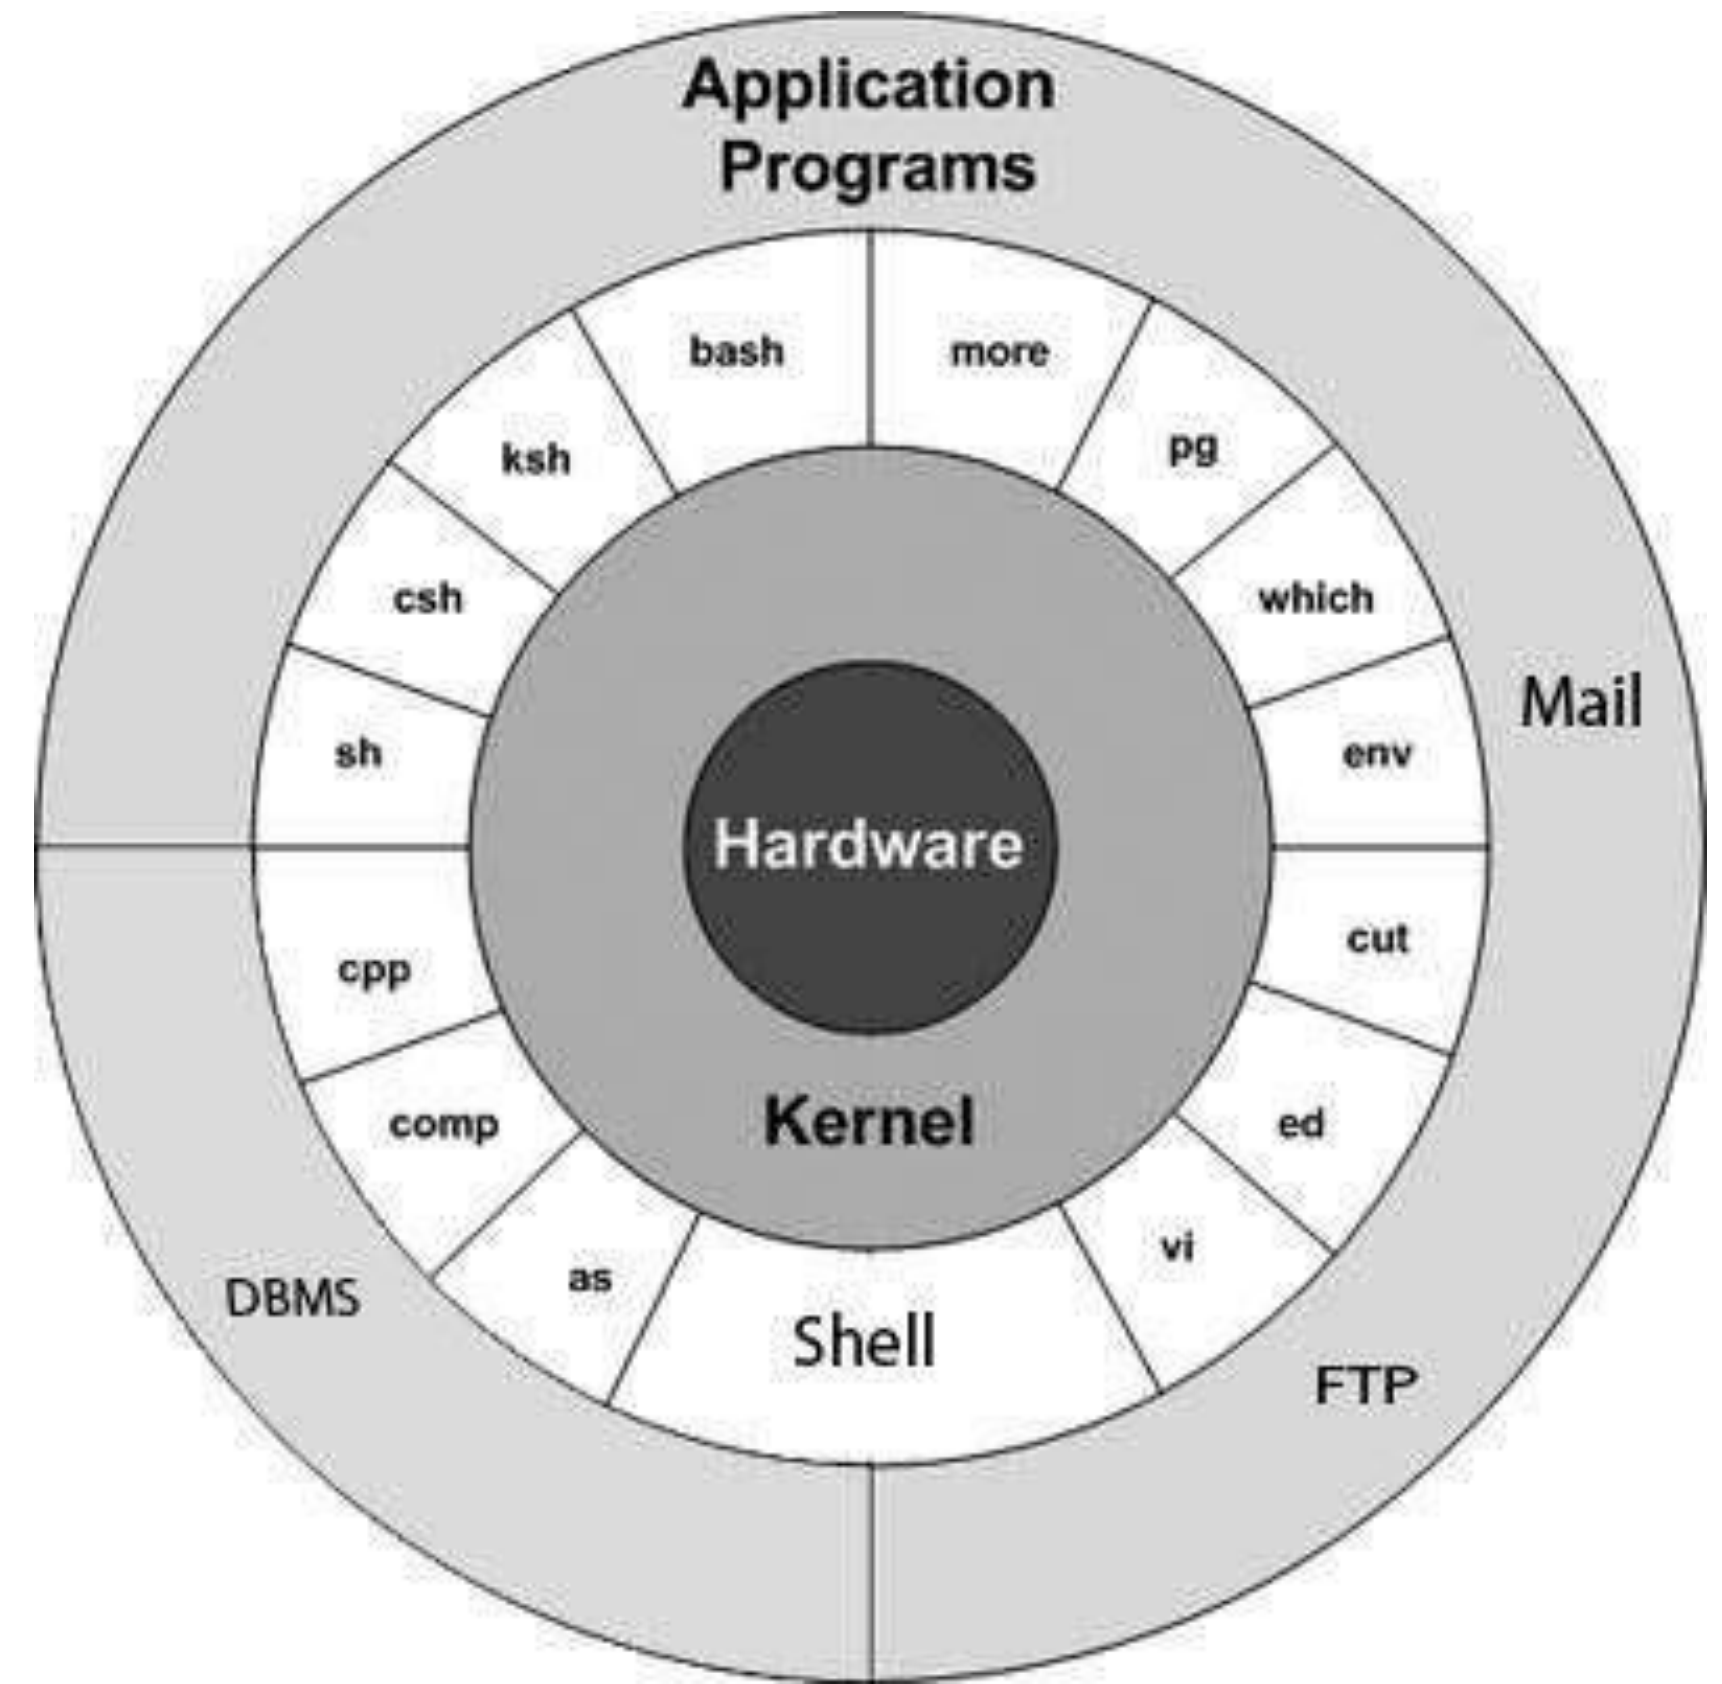 Application
Programs
bash
more
ksh
pg
csh
which
Mail
sh
env
Hardware
cpp
cut
comp
Kernel
ed
as
vi
DBMS
Shell
FTP